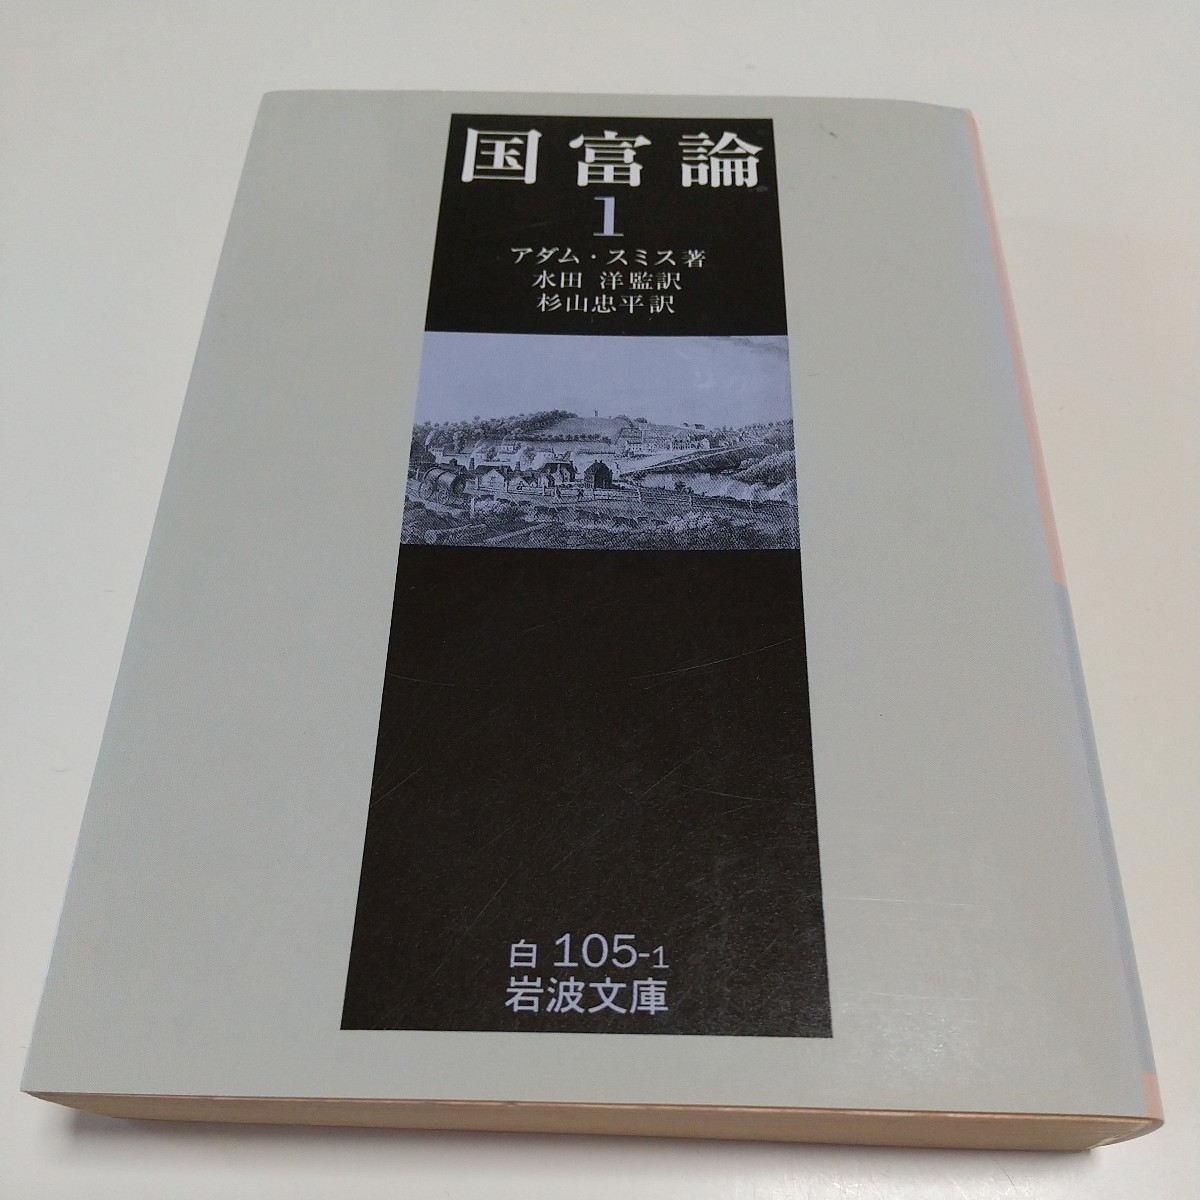 国富論
1
アダム・スミス著
水田 洋監訳
杉山忠平訳
白 105-1
岩波文庫